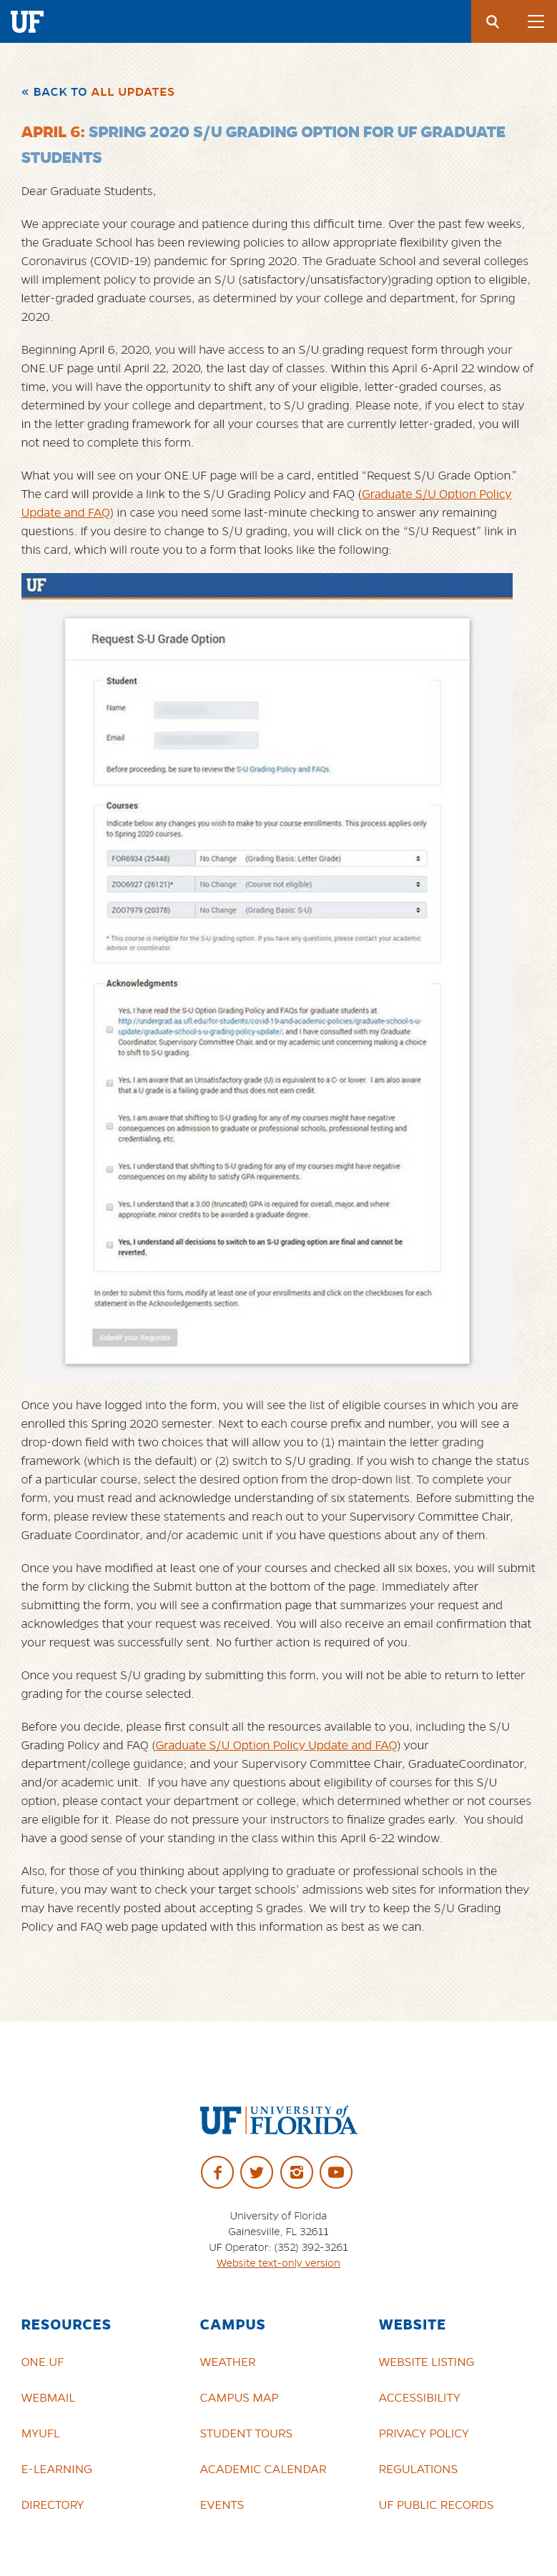 UF
« BACK TO ALL UPDATES
APRIL 6: SPRING 2020 S/U GRADING OPTION FOR UF GRADUATE
STUDENTS
Dear Graduate Students,
We appreciate your courage and patience during this difficult time. Over the past few weeks,
the Graduate School has been reviewing policies to allow appropriate flexibility given the
Coronavirus (COVID-19) pandemic for Spring 2020. The Graduate School and several colleges
will implement policy to provide an S/U (satisfactory/unsatisfactory)grading option to eligible,
letter-graded graduate courses, as determined by your college and department, for Spring
2020.
Beginning April 6, 2020, you will have access to an S/U grading request form through your
ONE.UF page until April 22, 2020, the last day of classes. Within this April 6-April 22 window of
time, you will have the opportunity to shift any of your eligible, letter-graded courses, as
determined by your college and department, to S/U grading. Please note, if you elect to stay
in the letter grading framework for all your courses that are currently letter-graded, you will
not need to complete this form.
What you will see on your ONE.UF page will be a card, entitled “Request S/U Grade Option.”
The card will provide a link to the S/U Grading Policy and FAQ (Graduate S/U Option Policy
Update and FAQ) in case you need some last-minute checking to answer any remaining
questions. If you desire to change to S/U grading, you will click on the “S/U Request” link in
this card, which will route you to a form that looks like the following:
UF
Request S-U Grade Option
Student
Name
Email
Before proceeding, be sure to review the S-U Grading Policy and FAQs.
Courses
Indicate below any changes you wish to make to your course enrollments. This process applies only
to Spring 2020 courses.
FOR6934 (25448) No Change (Grading Basis: Letter Grade)
ZOO6927 (26121)* No Change (Course not eligible)
ZOO7979 (20378) No Change (Grading Basis: S-U)
* This course is ineligible for the S-U grading option. If you have any questions, please contact your academic
advisor or coordinator.
Acknowledgments
Yes, I have read the S-U Option Grading Policy and FAQs for graduate students at
http://undergrad.aa.ufl.edu/for-students/covid-19-and-academic-policies/graduate-school-s-u-
update/graduate-school-s-u-grading-policy-update/, and I have consulted with my Graduate
Coordinator, Supervisory Committee Chair, and/or my academic unit concerning making a choice
to shift to S-U grading.
Yes, I am aware that an Unsatisfactory grade (U) is equivalent to a C- or lower. I am also aware
that a U grade is a failing grade and thus does not earn credit.
Yes, I am aware that shifting to S-U grading for any of my courses might have negative
consequences on admission to graduate or professional schools, professional testing and
credentialing, etc.
Yes, I understand that shifting to S-U grading for any of my courses might have negative
consequences on my ability to satisfy GPA requirements.
Yes, I understand that a 3.00 (truncated) GPA is required for overall, major, and where
appropriate, minor credits to be awarded a graduate degree.
Yes, I understand all decisions to switch to an S-U grading option are final and cannot be
reverted.
In order to submit this form, modify at least one of your enrollments and click on the checkboxes for each
statement in the Acknowledgements section.
Submit your Requests
Once you have logged into the form, you will see the list of eligible courses in which you are
enrolled this Spring 2020 semester. Next to each course prefix and number, you will see a
drop-down field with two choices that will allow you to (1) maintain the letter grading
framework (which is the default) or (2) switch to S/U grading. If you wish to change the status
of a particular course, select the desired option from the drop-down list. To complete your
form, you must read and acknowledge understanding of six statements. Before submitting the
form, please review these statements and reach out to your Supervisory Committee Chair,
Graduate Coordinator, and/or academic unit if you have questions about any of them.
Once you have modified at least one of your courses and checked all six boxes, you will submit
the form by clicking the Submit button at the bottom of the page. Immediately after
submitting the form, you will see a confirmation page that summarizes your request and
acknowledges that your request was received. You will also receive an email confirmation that
your request was successfully sent. No further action is required of you.
Once you request S/U grading by submitting this form, you will not be able to return to letter
grading for the course selected.
Before you decide, please first consult all the resources available to you, including the S/U
Grading Policy and FAQ (Graduate S/U Option Policy Update and FAQ) your
department/college guidance; and your Supervisory Committee Chair, GraduateCoordinator,
and/or academic unit. If you have any questions about eligibility of courses for this S/U
option, please contact your department or college, which determined whether or not courses
are eligible for it. Please do not pressure your instructors to finalize grades early. You should
have a good sense of your standing in the class within this April 6-22 window.
Also, for those of you thinking about applying to graduate or professional schools in the
future, you may want to check your target schools’ admissions web sites for information they
may have recently posted about accepting S grades. We will try to keep the S/U Grading
Policy and FAQ web page updated with this information as best as we can.
UF UNIVERSITY of
FLORIDA
University of Florida
Gainesville, FL 32611
UF Operator: (352) 392-3261
Website text-only version
RESOURCES
ONE.UF
WEBMAIL
MYUFL
E-LEARNING
DIRECTORY
CAMPUS
WEATHER
CAMPUS MAP
STUDENT TOURS
ACADEMIC CALENDAR
EVENTS
WEBSITE
WEBSITE LISTING
ACCESSIBILITY
PRIVACY POLICY
REGULATIONS
UF PUBLIC RECORDS